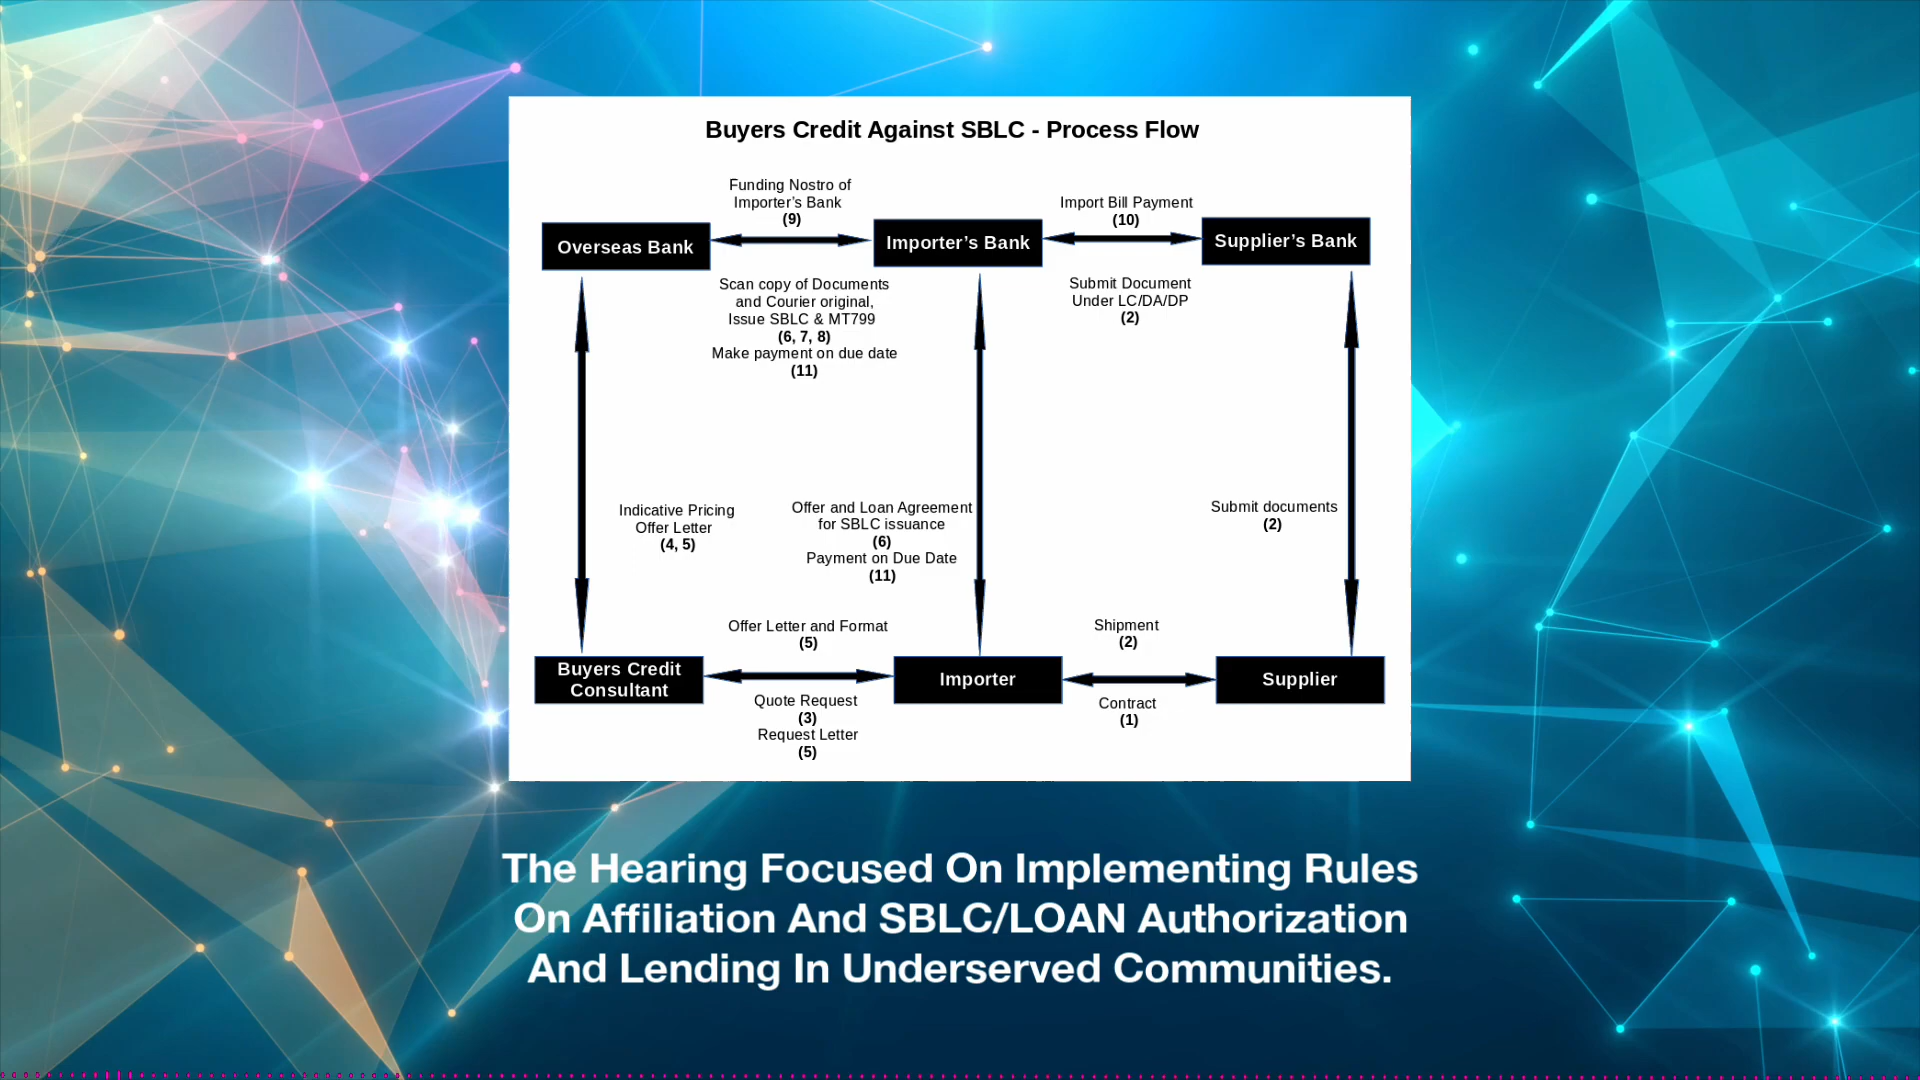 Buyers Credit Against SBLC - Process Flow
Funding Nostro of
Importer’s Bank
(9)
Import Bill Payment
(10)
Overseas Bank
Importer’s Bank
Supplier’s Bank
Scan copy of Documents
and Courier original,
Issue SBLC & MT799
(6, 7, 8)
Make payment on due date
(11)
Submit Document
Under LC/DA/DP
(2)
Indicative Pricing
Offer Letter
(4, 5)
Offer and Loan Agreement
for SBLC issuance
(6)
Payment on Due Date
(11)
Submit documents
(2)
Offer Letter and Format
(5)
Shipment
(2)
Buyers Credit
Consultant
Importer
Supplier
Quote Request
(3)
Request Letter
(5)
Contract
(1)
The Hearing Focused On Implementing Rules
On Affiliation And SBLC/LOAN Authorization
And Lending In Underserved Communities.